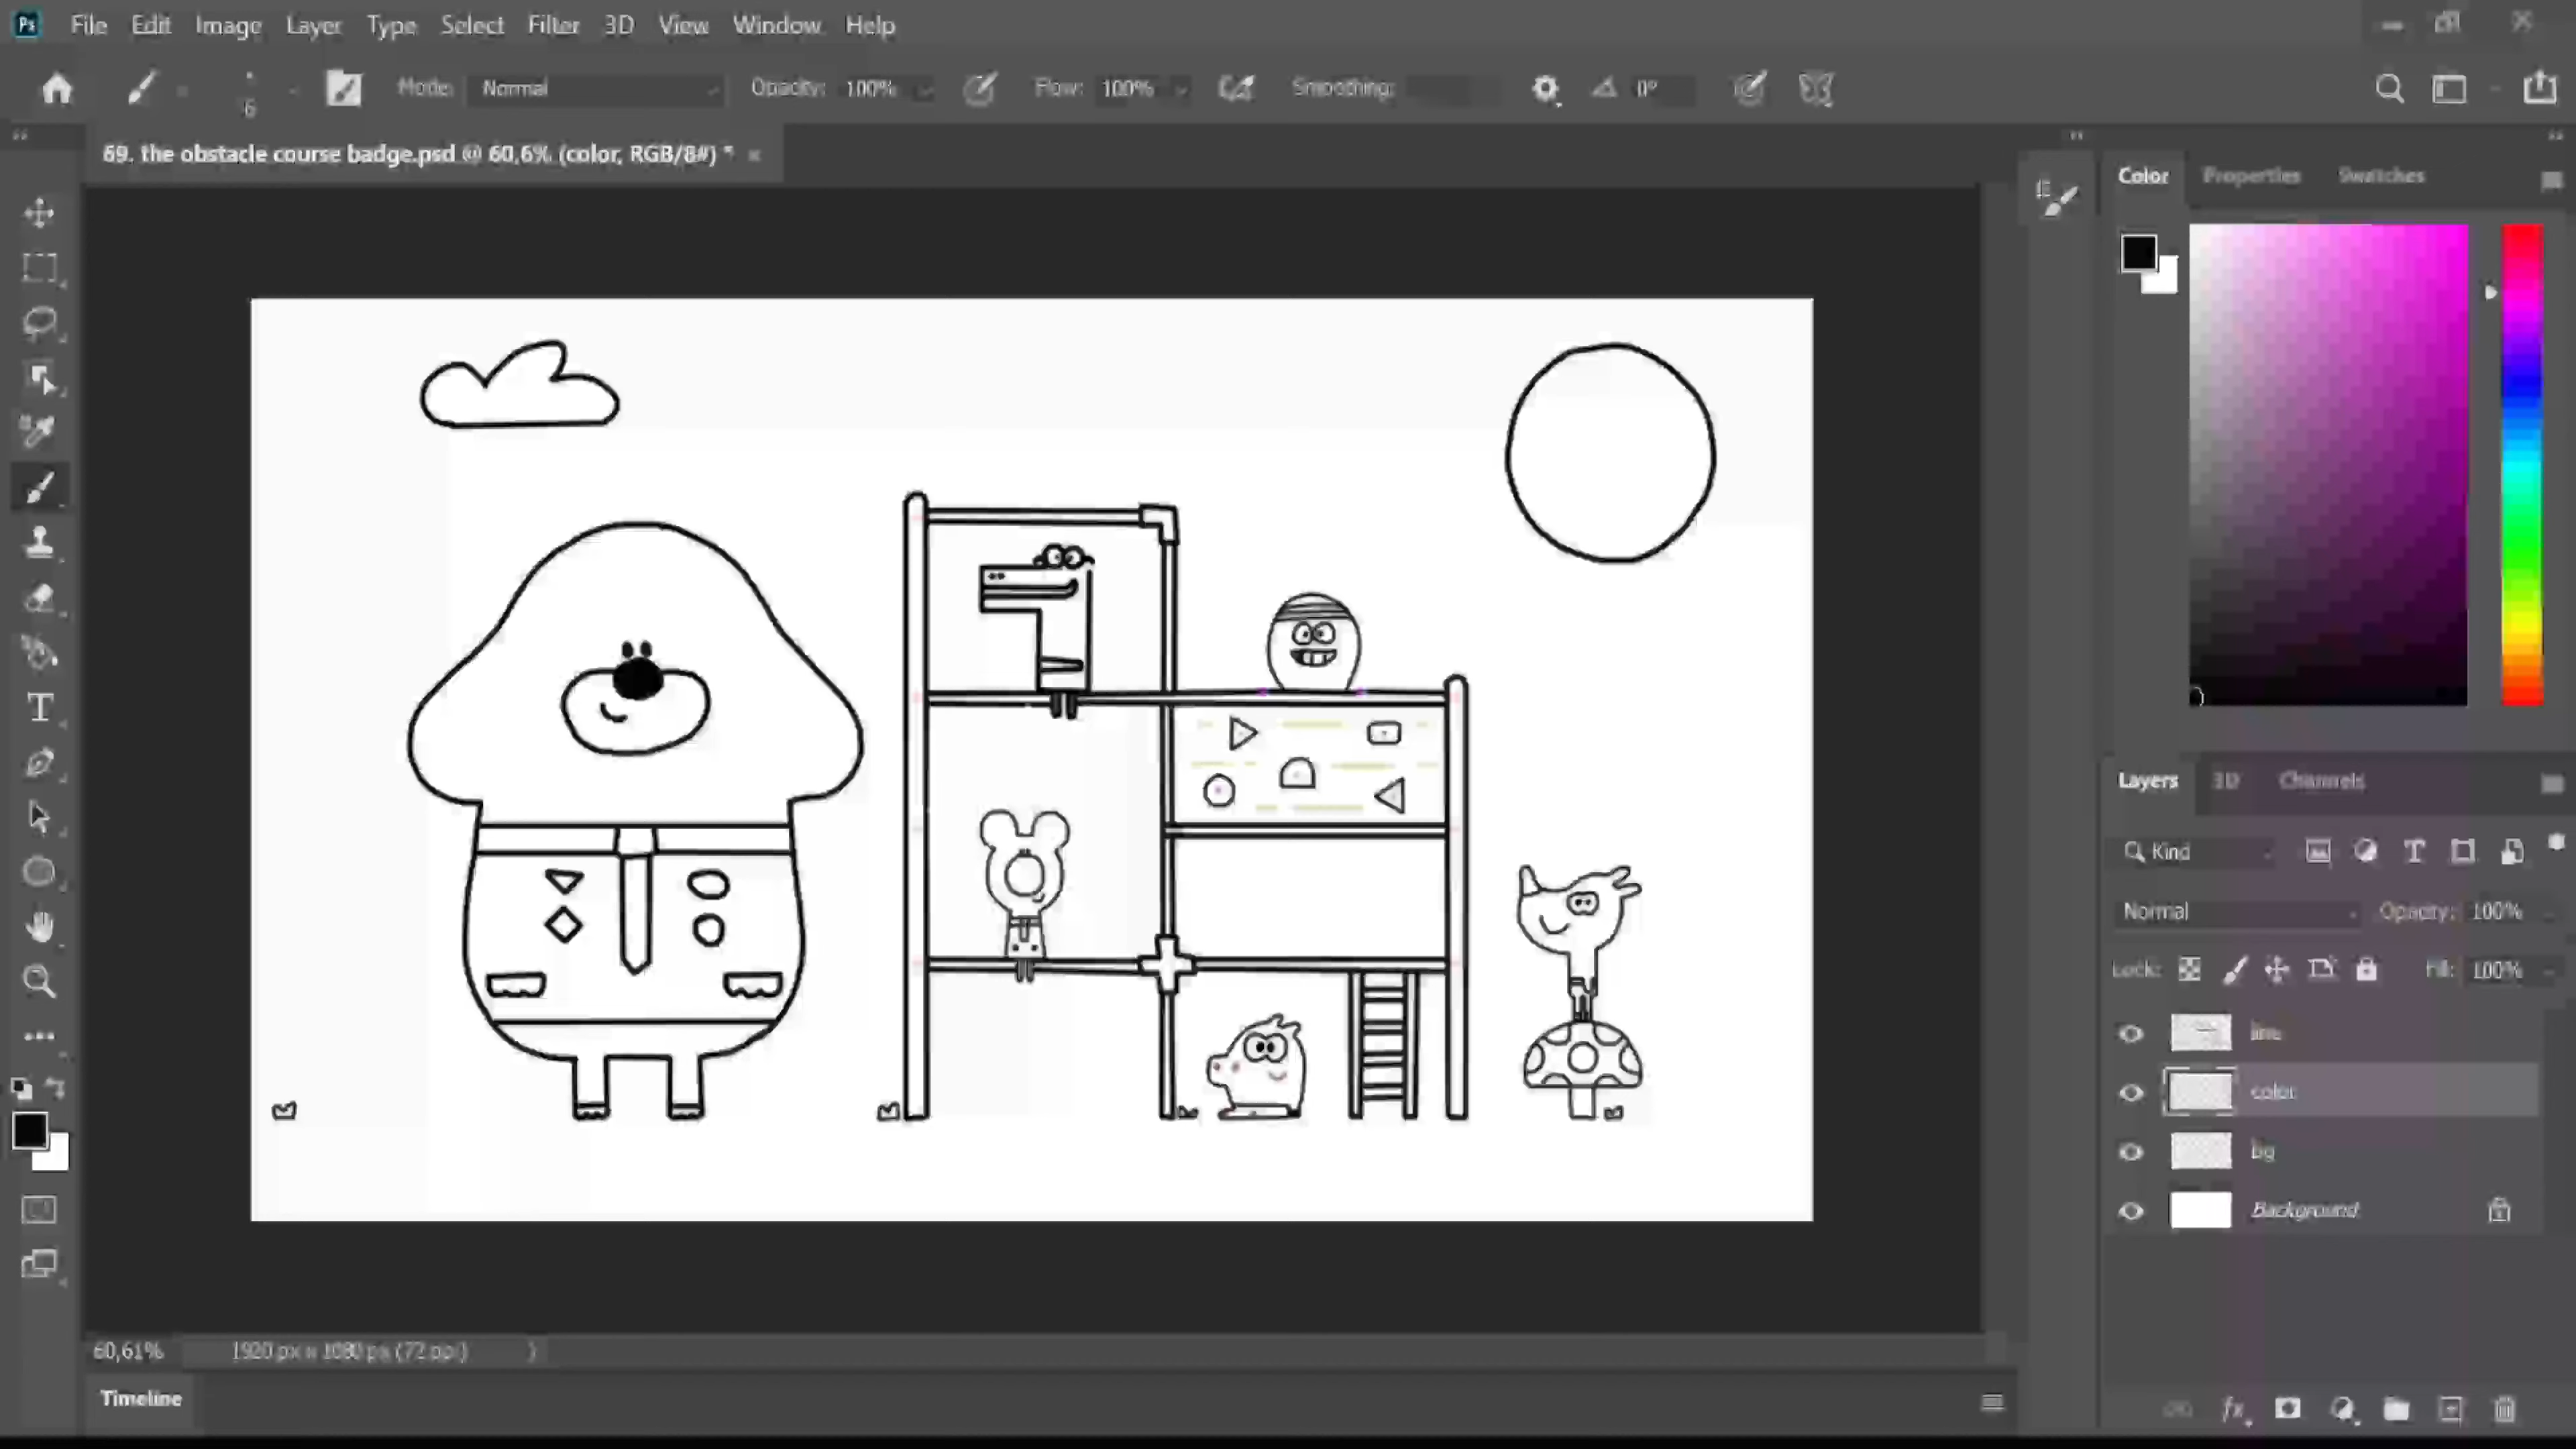 Ps File Edit Image Layer Type Select Filter 3D View Window Help
6 Mode: Normal Opacity: 100% Flow: 100% Smoothing: 0°
69. the obstacle course badge.psd @ 60,6% (color, RGB/8#) *
Color Properties Swatches
T
Layers 3D Channels
Kind
Normal Opacity: 100%
Lock: Fill: 100%
line
color
bg
Background
60,61% 1920 px x 1080 px (72 ppi)
Timeline
fx